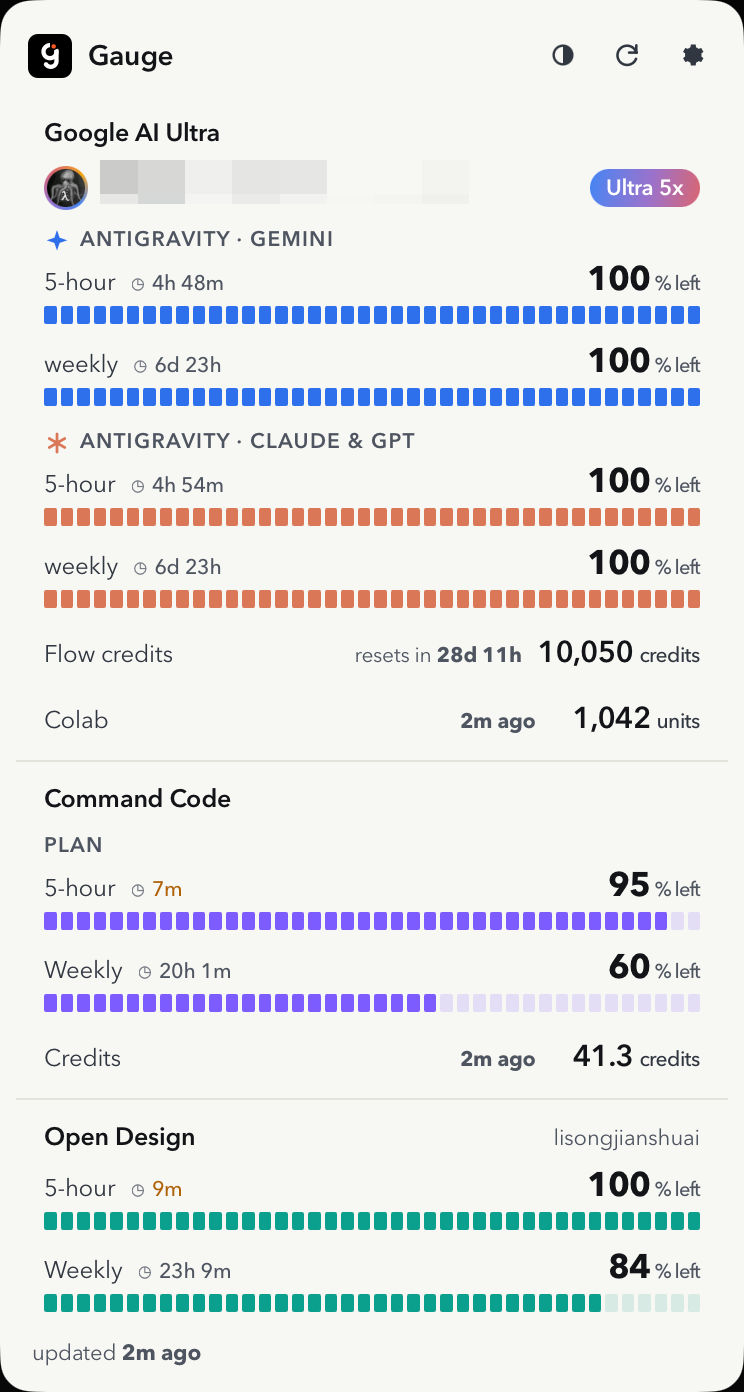 Gauge
Google AI Ultra
Ultra 5x
ANTIGRAVITY · GEMINI
5-hour 4h 48m 100 % left
weekly 6d 23h 100 % left
ANTIGRAVITY · CLAUDE & GPT
5-hour 4h 54m 100 % left
weekly 6d 23h 100 % left
Flow credits resets in 28d 11h 10,050 credits
Colab 2m ago 1,042 units
Command Code
PLAN
5-hour 7m 95 % left
Weekly 20h 1m 60 % left
Credits 2m ago 41.3 credits
Open Design lisongjianshuai
5-hour 9m 100 % left
Weekly 23h 9m 84 % left
updated 2m ago